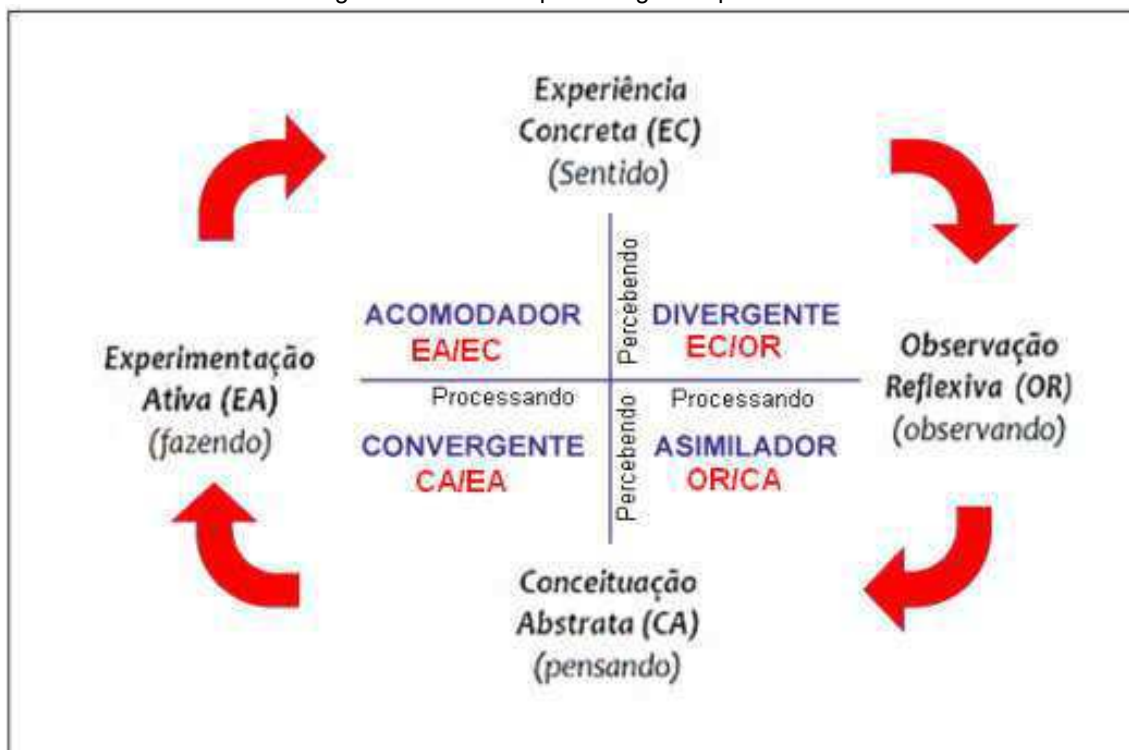 Experiência
Concreta (EC)
(Sentido)
Percebendo
ACOMODADOR
EA/EC
DIVERGENTE
EC/OR
Experimentação
Ativa (EA)
(fazendo)
Observação
Reflexiva (OR)
(observando)
Processando
Processando
Percebendo
CONVERGENTE
CA/EA
ASIMILADOR
OR/CA
Conceituação
Abstrata (CA)
(pensando)